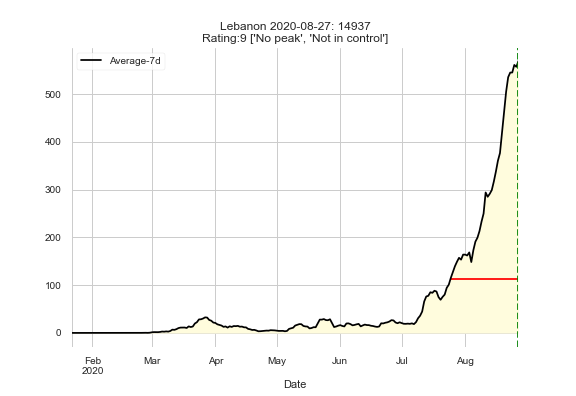 Lebanon 2020-08-27: 14937
Rating:9 ['No peak', 'Not in control']
Average-7d
500
400
300
200
100
0
Feb Mar Apr May Jun Jul Aug
2020
Date